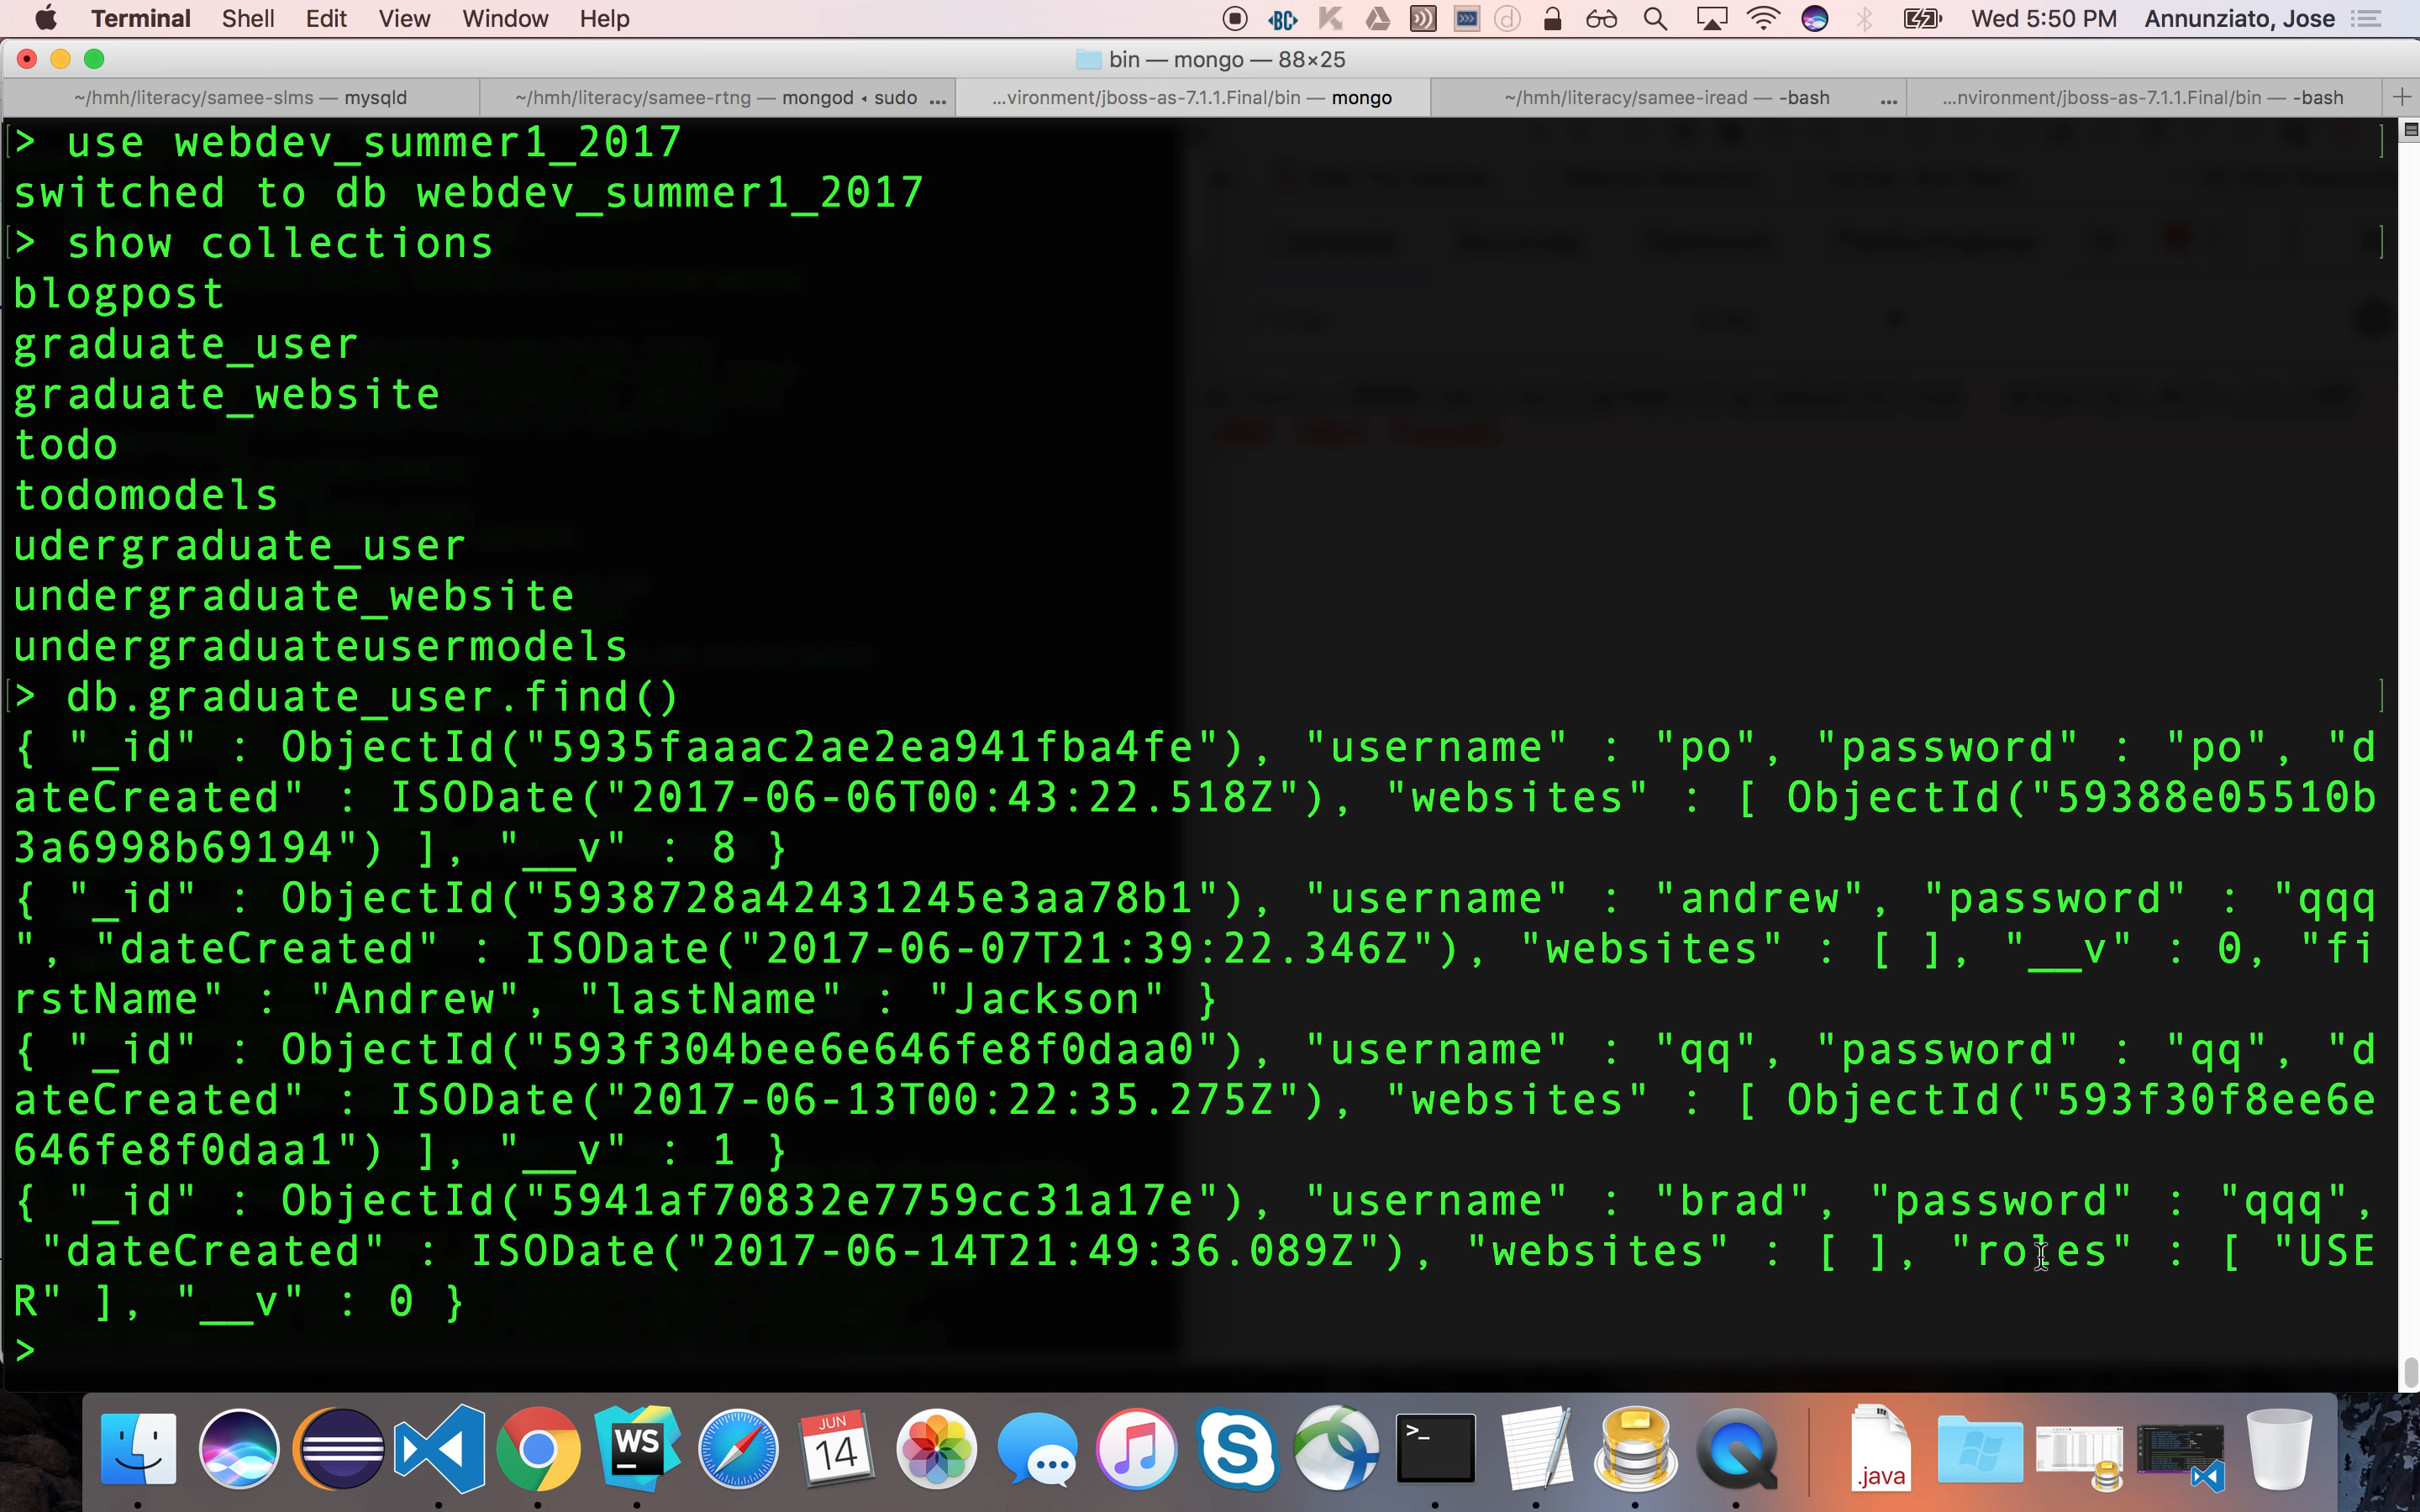 Terminal Shell Edit View Window Help Wed 5:50 PM Annunziato, Jose
bin — mongo — 88×25
~/hmh/literacy/samee-slms — mysqld ~/hmh/literacy/samee-rtng — mongod ◂ sudo ... ...vironment/jboss-as-7.1.1.Final/bin — mongo ~/hmh/literacy/samee-iread — -bash ... ...nvironment/jboss-as-7.1.1.Final/bin — -bash
> use webdev_summer1_2017
switched to db webdev_summer1_2017
> show collections
blogpost
graduate_user
graduate_website
todo
todomodels
udergraduate_user
undergraduate_website
undergraduateusermodels
> db.graduate_user.find()
{ "_id" : ObjectId("5935faaac2ae2ea941fba4fe"), "username" : "po", "password" : "po", "d
ateCreated" : ISODate("2017-06-06T00:43:22.518Z"), "websites" : [ ObjectId("59388e05510b
3a6998b69194") ], "__v" : 8 }
{ "_id" : ObjectId("5938728a42431245e3aa78b1"), "username" : "andrew", "password" : "qqq
", "dateCreated" : ISODate("2017-06-07T21:39:22.346Z"), "websites" : [ ], "__v" : 0, "fi
rstName" : "Andrew", "lastName" : "Jackson" }
{ "_id" : ObjectId("593f304bee6e646fe8f0daa0"), "username" : "qq", "password" : "qq", "d
ateCreated" : ISODate("2017-06-13T00:22:35.275Z"), "websites" : [ ObjectId("593f30f8ee6e
646fe8f0daa1") ], "__v" : 1 }
{ "_id" : ObjectId("5941af70832e7759cc31a17e"), "username" : "brad", "password" : "qqq",
"dateCreated" : ISODate("2017-06-14T21:49:36.089Z"), "websites" : [ ], "roles" : [ "USE
R" ], "__v" : 0 }
>
WS JUN 14 >_ .java